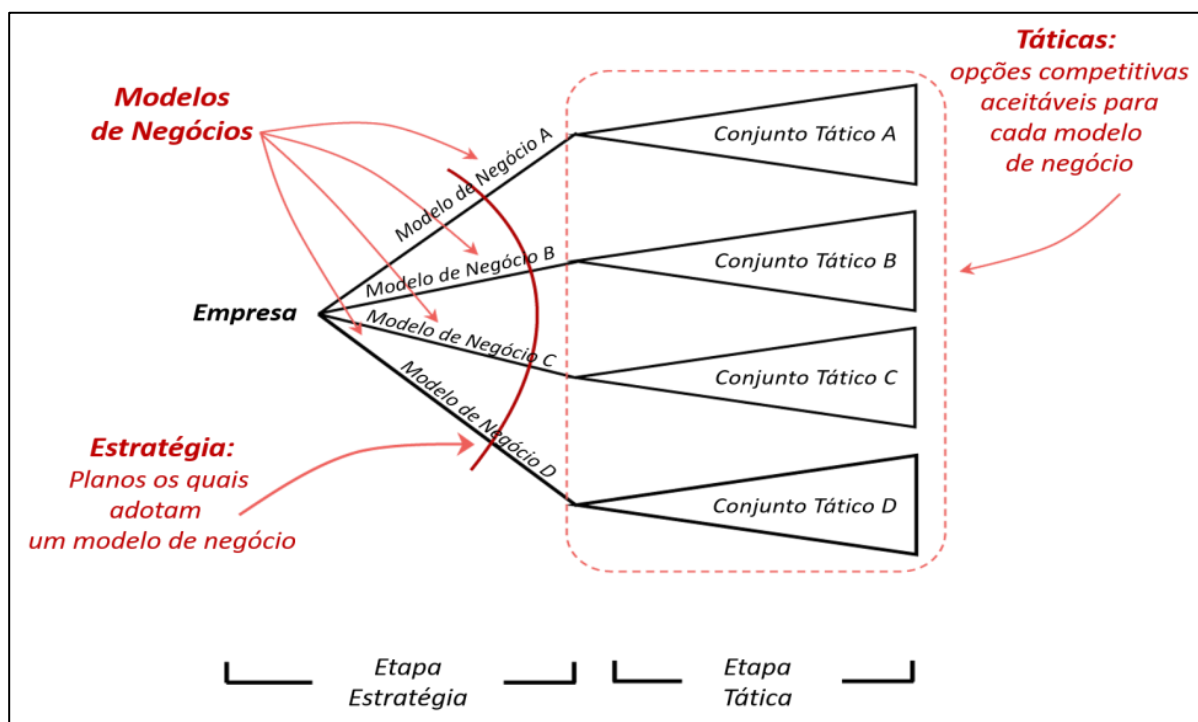 Modelos
de Negócios
Táticas:
opções competitivas
aceitáveis para
cada modelo
de negócio
Empresa
Modelo de Negócio A
Modelo de Negócio B
Modelo de Negócio C
Modelo de Negócio D
Conjunto Tático A
Conjunto Tático B
Conjunto Tático C
Conjunto Tático D
Estratégia:
Planos os quais
adotam
um modelo de negócio
Etapa
Estratégia
Etapa
Tática